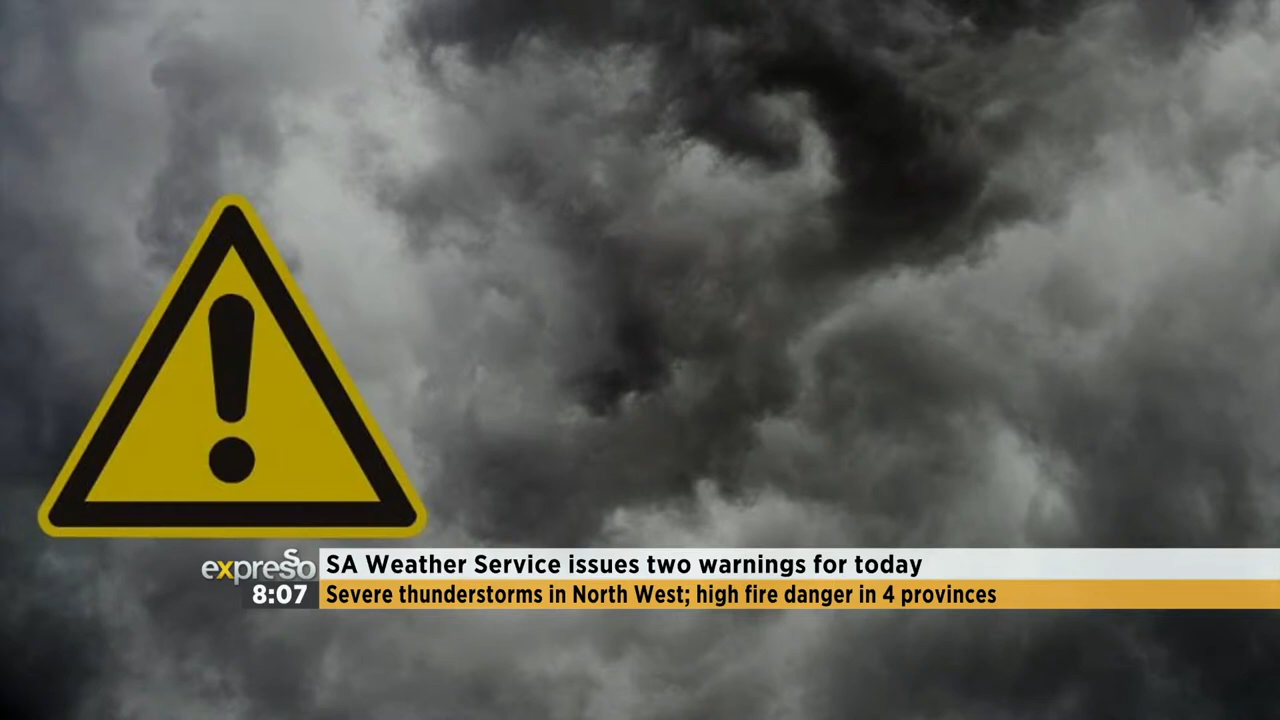 expresso
SA Weather Service issues two warnings for today
8:07
Severe thunderstorms in North West; high fire danger in 4 provinces